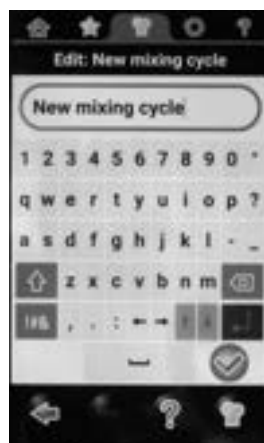 ?
Edit: New mixing cycle
New mixing cycle
1 2 3 4 5 6 7 8 9 0
q w e r t y u i o p ?
a s d f g h j k l - _
z x c v b n m
!#& , . : ← →
?